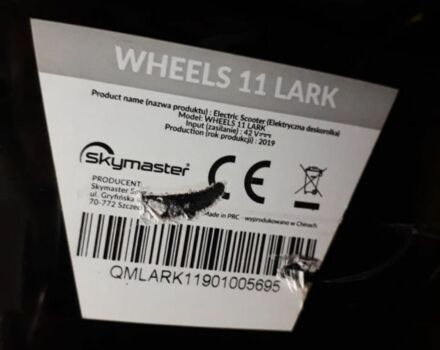 WHEELS 11 LARK
Product name (nazwa produktu) : Electric Scooter (Elektryczna deskorolka)
Model: WHEELS 11 LARK
Input (zasilanie) : 42 V
Production (rok produkcji) : 2019
skymaster
CE
PRODUCENT:
Skymaster
ul. Gryfińska
70-772
Made in PRC - wyprodukowano w Chinach
QMLARK11901005695